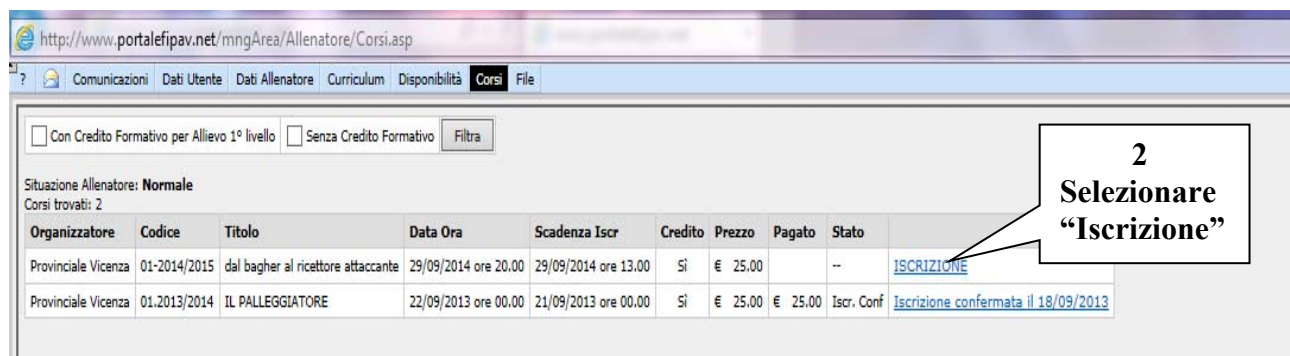 http://www.portalefipav.net/mngArea/Allenatore/Corsi.asp
? Comunicazioni Dati Utente Dati Allenatore Curriculum Disponibilità Corsi File
Con Credito Formativo per Allievo 1º livello Senza Credito Formativo Filtra
2
Selezionare
“Iscrizione”
Situazione Allenatore: Normale
Corsi trovati: 2
Organizzatore Codice Titolo Data Ora Scadenza Iscr Credito Prezzo Pagato Stato
Provinciale Vicenza 01-2014/2015 dal bagher al ricettore attaccante 29/09/2014 ore 20.00 29/09/2014 ore 13.00 Sì € 25.00 -- ISCRIZIONE
Provinciale Vicenza 01.2013/2014 IL PALLEGGIATORE 22/09/2013 ore 00.00 21/09/2013 ore 00.00 Sì € 25.00 € 25.00 Iscr. Conf Iscrizione confermata il 18/09/2013